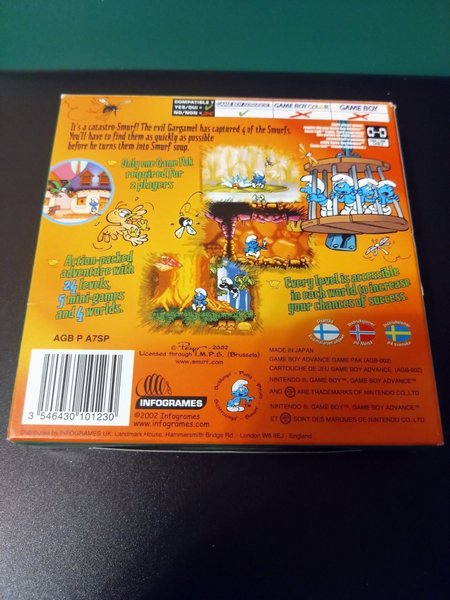 COMPATIBLE ?
YES/OUI =
NO/NON =
GAME BOY ADVANCE
GAME BOY COLOR
GAME BOY
It's a catastro-Smurf! The evil Gargamel has captured 4 of the Smurfs.
You'll have to find them as quickly as possible
before he turns them into Smurf soup.
Only one Game Pak
required for
2 players
Action-packed
adventure with
24 levels,
5 mini-games
and 4 worlds.
Every level is accessible
in each world to increase
your chances of success.
AGB P A7SP
© Peyo - 2002
Licensed through I.M.P.S. (Brussels)
www.smurf.com
på Norsk
på svenska
MADE IN JAPAN
GAME BOY ADVANCE GAME PAK (AGB-002)
CARTOUCHE DE JEU GAME BOY ADVANCE (AGB-002)
NINTENDO ®, GAME BOY™, GAME BOY ADVANCE™
AND ARE TRADEMARKS OF NINTENDO CO., LTD
NINTENDO ®, GAME BOY™, GAME BOY ADVANCE™
ET SONT DES MARQUES DE NINTENDO CO., LTD
3 546430 101230
INFOGRAMES
©2002 Infogrames
www.infogrames.com
Distributed by INFOGRAMES UK, Landmark House, Hammersmith Bridge Rd. - London, W6 9EJ - England